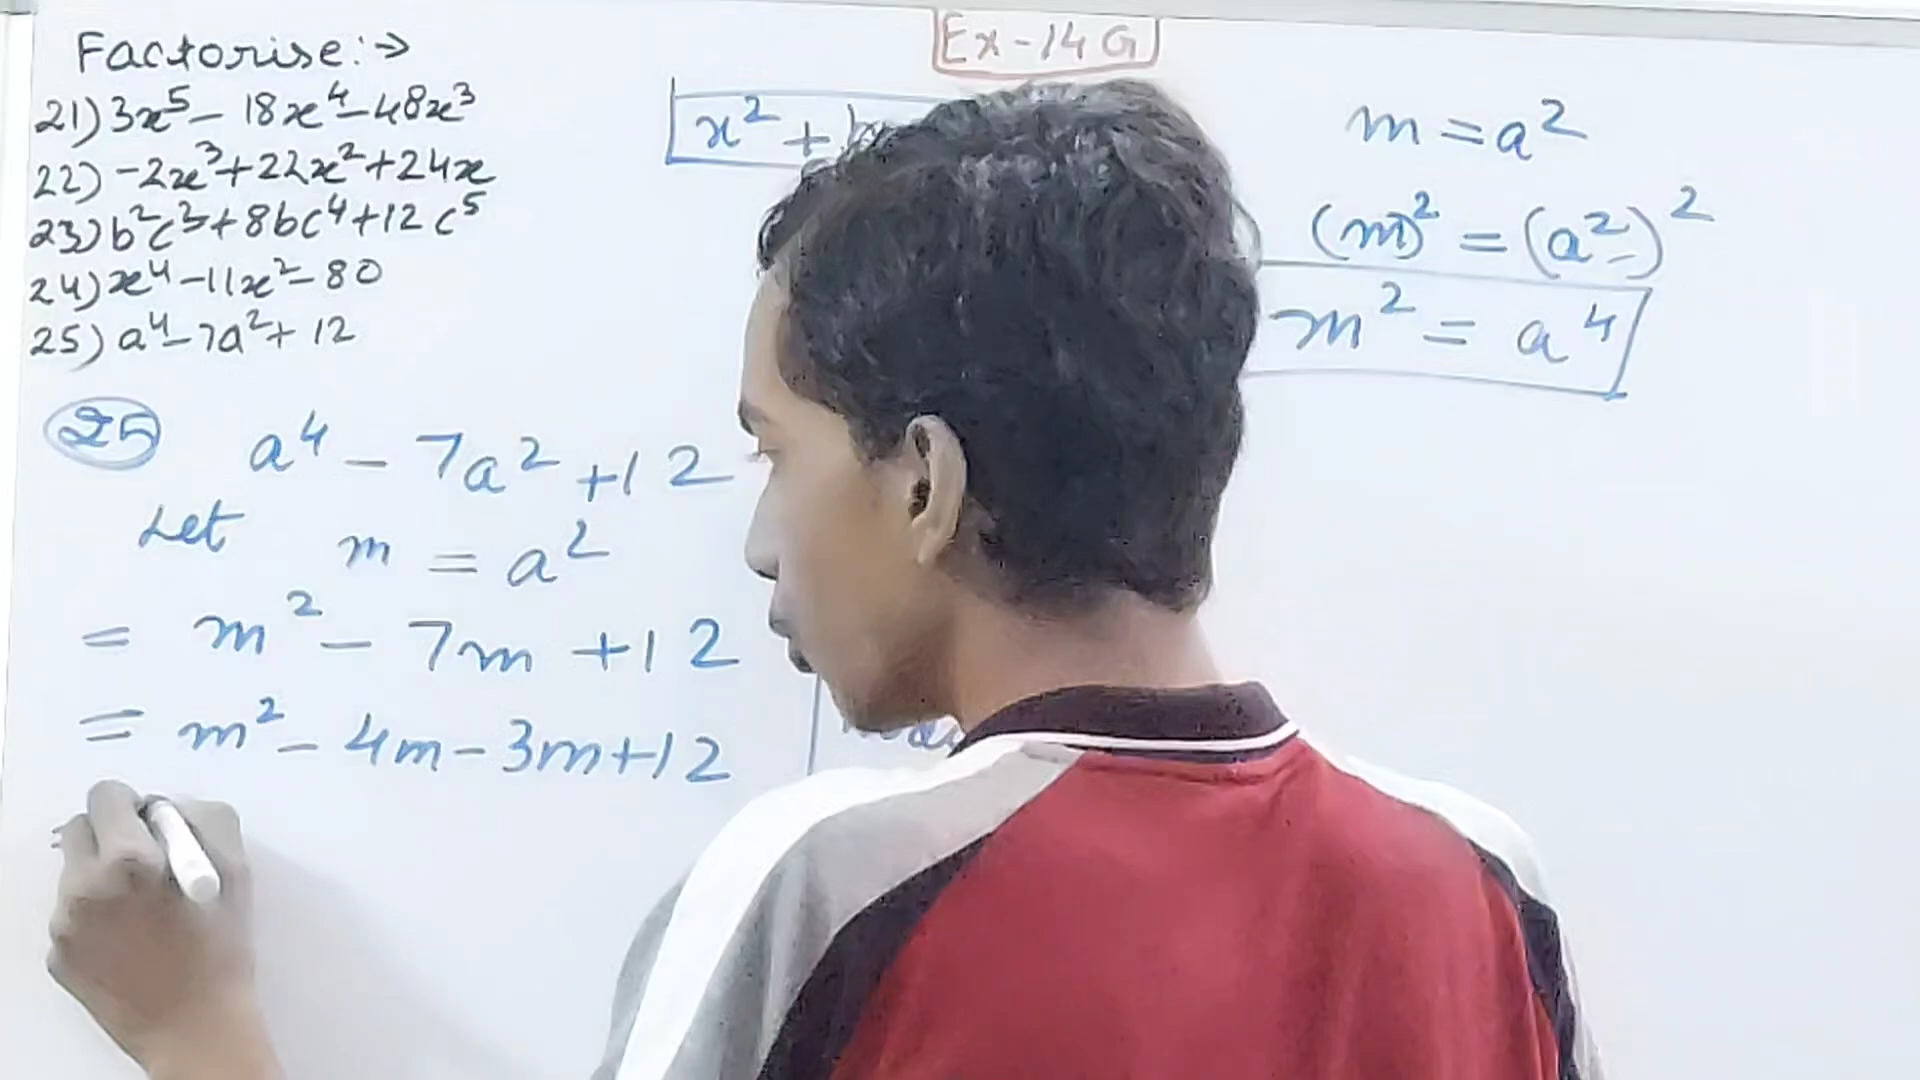 Factorise:→
21) 3x⁵ - 18x⁴ - 48x³
22) -2x³ + 22x² + 24x
23) b²c³ + 8bc⁴ + 12c⁵
24) x⁴ - 11x² - 80
25) a⁴ - 7a² + 12
Ex-14 G
x² +
m = a²
(m)² = (a²)²
m² = a⁴
25 a⁴ - 7a² + 12
Let m = a²
= m² - 7m + 12
= m² - 4m - 3m + 12